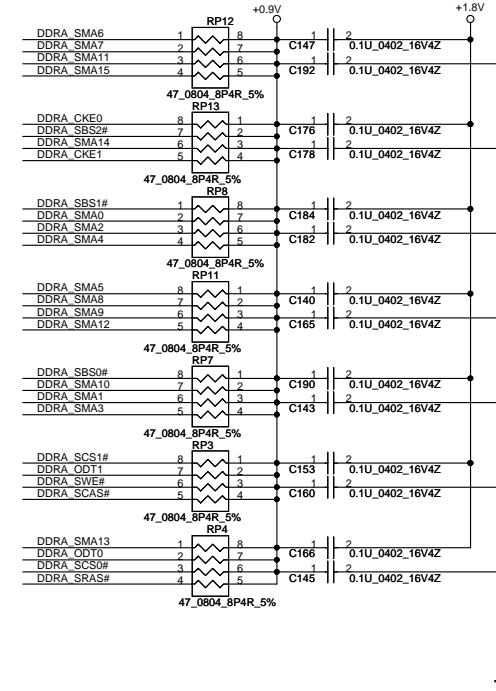 +0.9V +1.8V
RP12
DDRA_SMA6 1 8 1 2
DDRA_SMA7 2 7 C147 0.1U_0402_16V4Z
DDRA_SMA11 3 6 1 2
DDRA_SMA15 4 5 C192 0.1U_0402_16V4Z
47_0804_8P4R_5%
RP13
DDRA_CKE0 8 1 1 2
DDRA_SBS2# 7 2 C176 0.1U_0402_16V4Z
DDRA_SMA14 6 3 1 2
DDRA_CKE1 5 4 C178 0.1U_0402_16V4Z
47_0804_8P4R_5%
RP8
DDRA_SBS1# 1 8 1 2
DDRA_SMA0 2 7 C184 0.1U_0402_16V4Z
DDRA_SMA2 3 6 1 2
DDRA_SMA4 4 5 C182 0.1U_0402_16V4Z
47_0804_8P4R_5%
RP11
DDRA_SMA5 8 1 1 2
DDRA_SMA8 7 2 C140 0.1U_0402_16V4Z
DDRA_SMA9 6 3 1 2
DDRA_SMA12 5 4 C165 0.1U_0402_16V4Z
47_0804_8P4R_5%
RP7
DDRA_SBS0# 8 1 1 2
DDRA_SMA10 7 2 C190 0.1U_0402_16V4Z
DDRA_SMA1 6 3 1 2
DDRA_SMA3 5 4 C143 0.1U_0402_16V4Z
47_0804_8P4R_5%
RP3
DDRA_SCS1# 8 1 1 2
DDRA_ODT1 7 2 C153 0.1U_0402_16V4Z
DDRA_SWE# 6 3 1 2
DDRA_SCAS# 5 4 C160 0.1U_0402_16V4Z
47_0804_8P4R_5%
RP4
DDRA_SMA13 1 8 1 2
DDRA_ODT0 2 7 C166 0.1U_0402_16V4Z
DDRA_SCS0# 3 6 1 2
DDRA_SRAS# 4 5 C145 0.1U_0402_16V4Z
47_0804_8P4R_5%